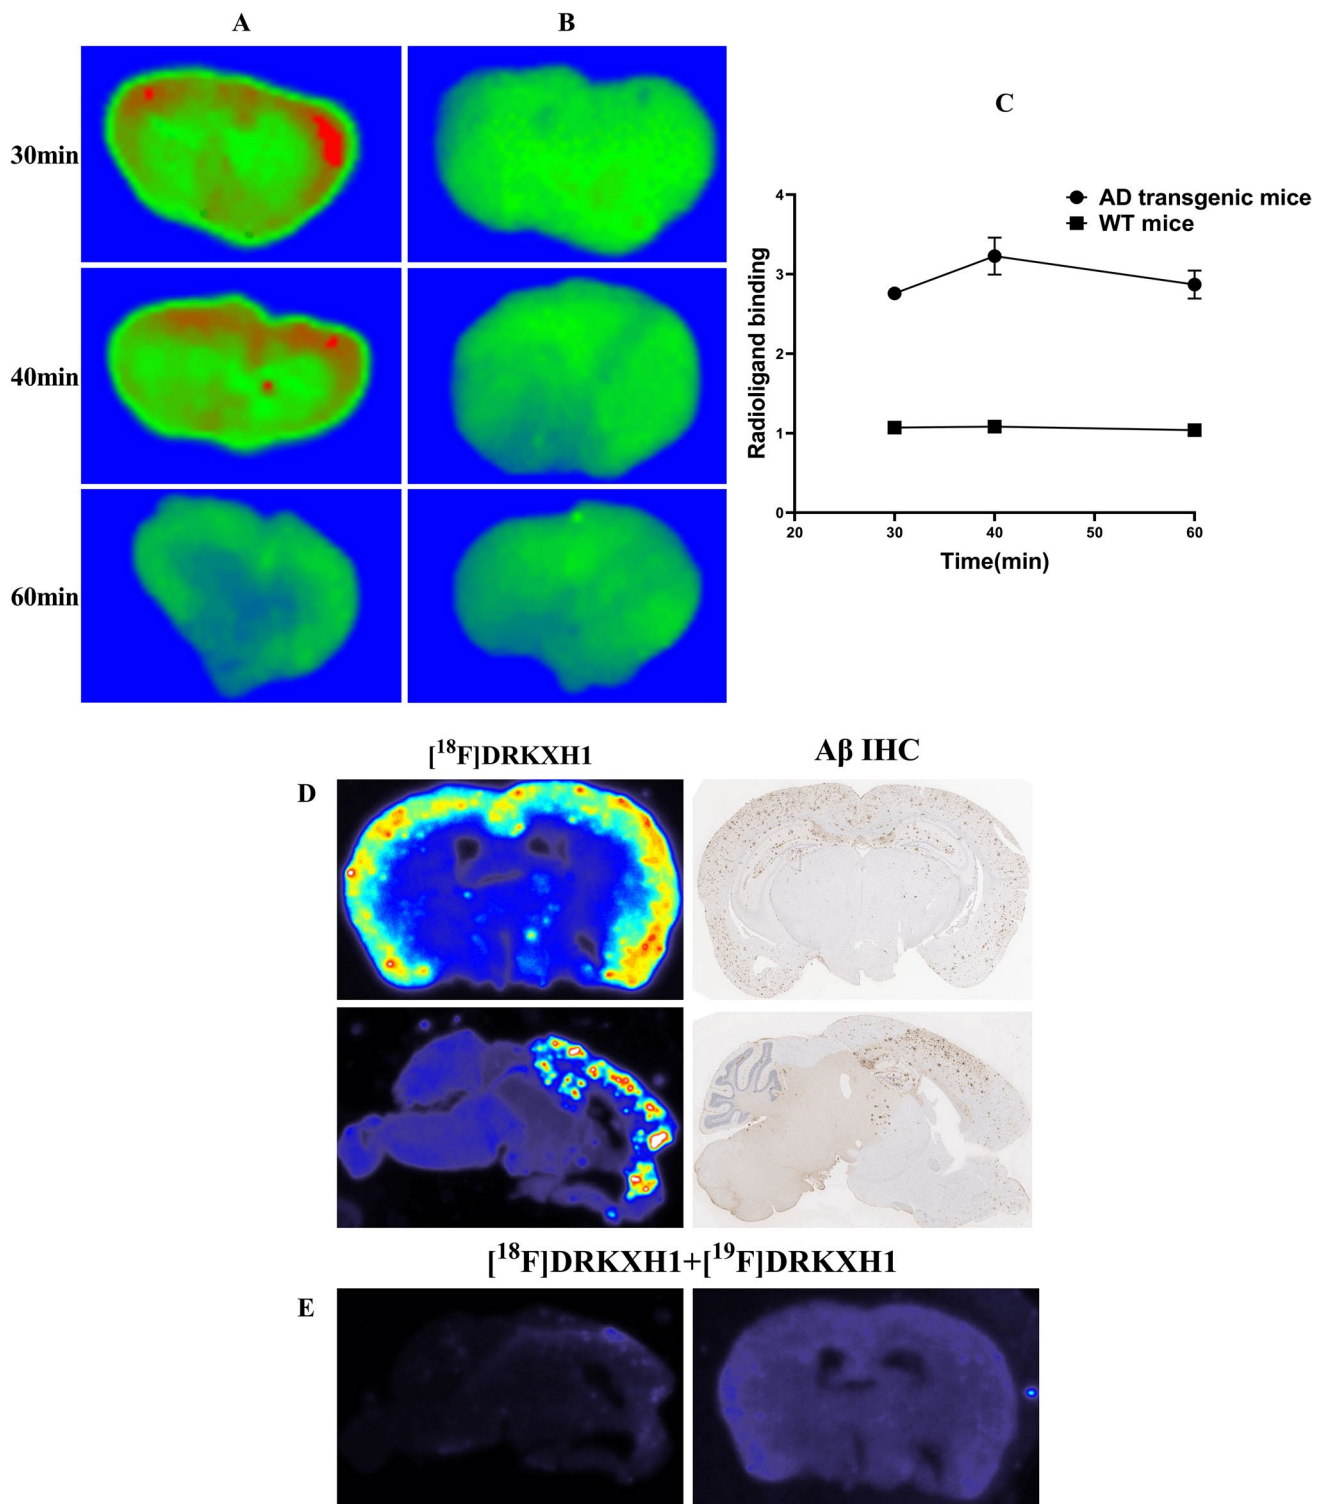 A
B
30min
40min
60min
C
AD transgenic mice
WT mice
Radioligand binding
4
3
2
1
0
20
30
40
50
60
Time(min)
[¹⁸F]DRKXH1
Aβ IHC
D
[¹⁸F]DRKXH1+[¹⁹F]DRKXH1
E